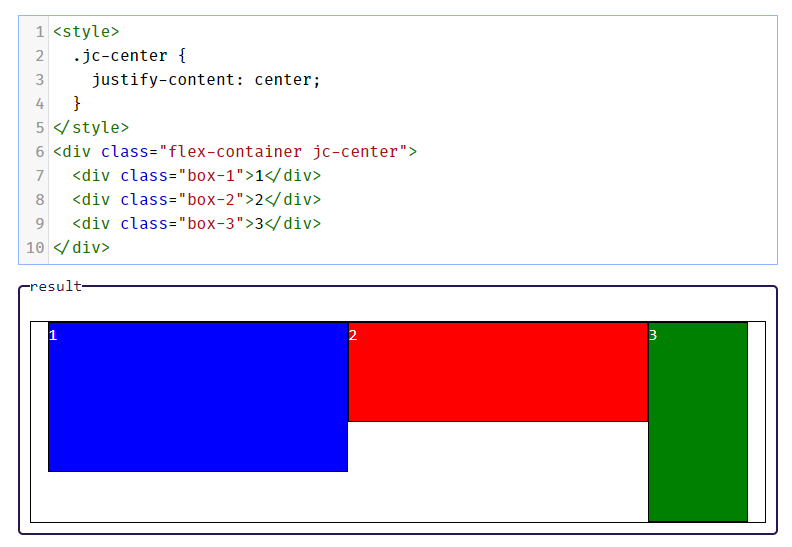 1 <style>
2   .jc-center {
3     justify-content: center;
4   }
5 </style>
6 <div class="flex-container jc-center">
7   <div class="box-1">1</div>
8   <div class="box-2">2</div>
9   <div class="box-3">3</div>
10 </div>
result
1 2 3